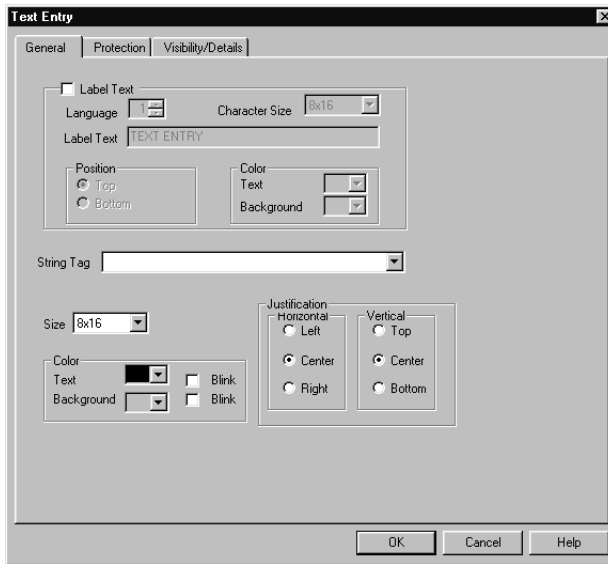 Text Entry
General Protection Visibility/Details
Label Text
Language 1 Character Size 8x16
Label Text TEXT ENTRY
Position Color
Top Text
Bottom Background
String Tag
Justification
Horizontal Vertical
Size 8x16 Left Top
Color Center Center
Text Blink
Background Blink Right Bottom
OK Cancel Help